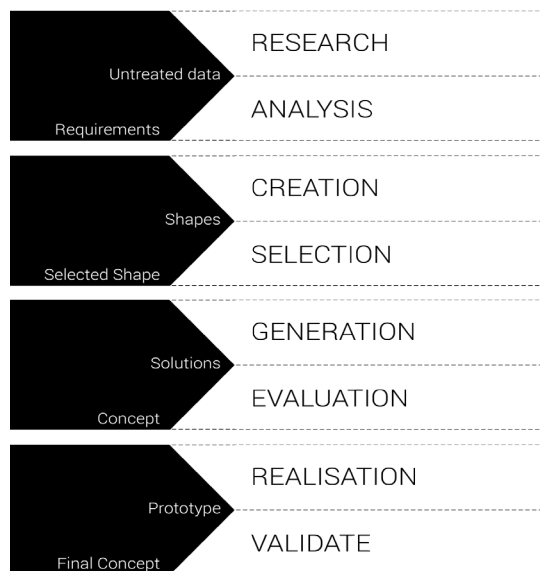 RESEARCH
Untreated data
ANALYSIS
Requirements
CREATION
Shapes
SELECTION
Selected Shape
GENERATION
Solutions
EVALUATION
Concept
REALISATION
Prototype
VALIDATE
Final Concept